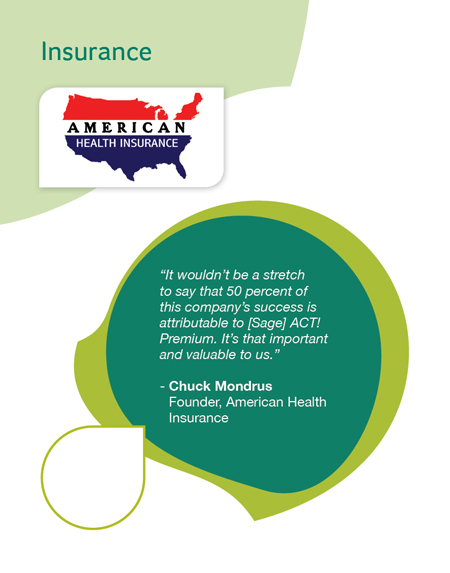 Insurance
AMERICAN
HEALTH INSURANCE
“It wouldn’t be a stretch
to say that 50 percent of
this company’s success is
attributable to [Sage] ACT!
Premium. It’s that important
and valuable to us.”
- Chuck Mondrus
Founder, American Health
Insurance